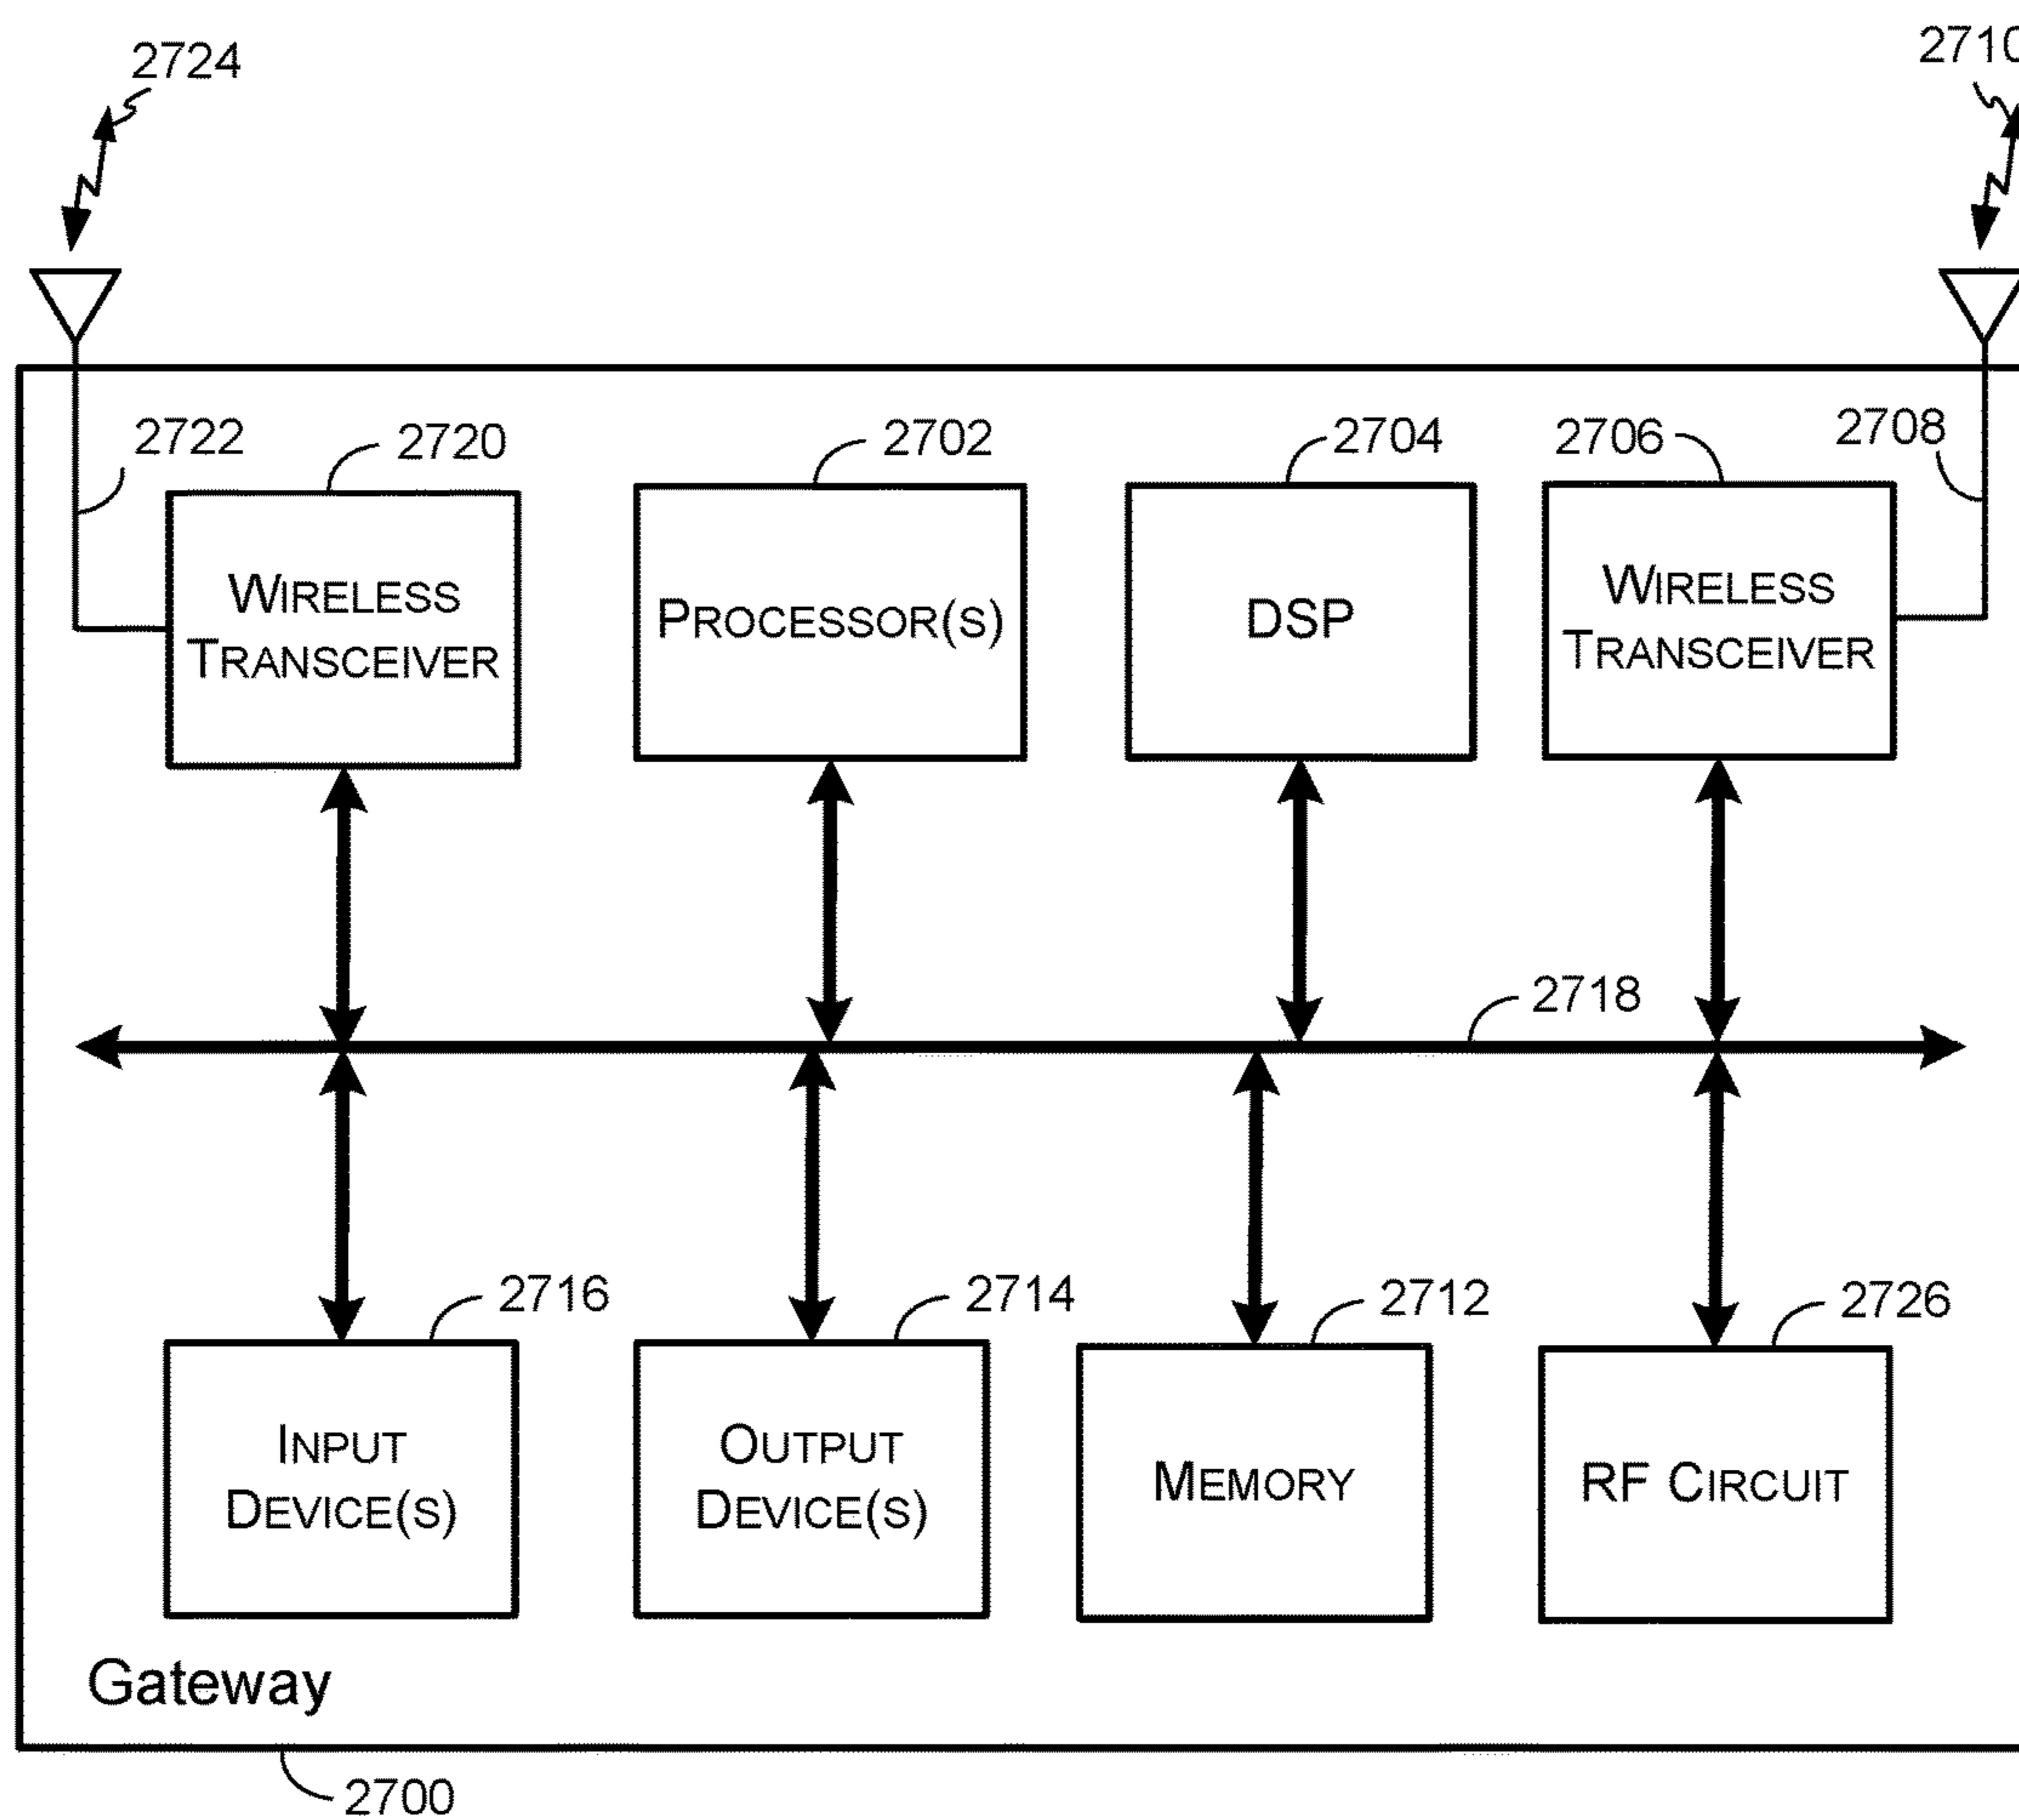 2724
2710
2722
2720
2702
2704
2706
2708
WIRELESS
TRANSCEIVER
PROCESSOR(S)
DSP
WIRELESS
TRANSCEIVER
2718
2716
2714
2712
2726
INPUT
DEVICE(S)
OUTPUT
DEVICE(S)
MEMORY
RF CIRCUIT
Gateway
2700